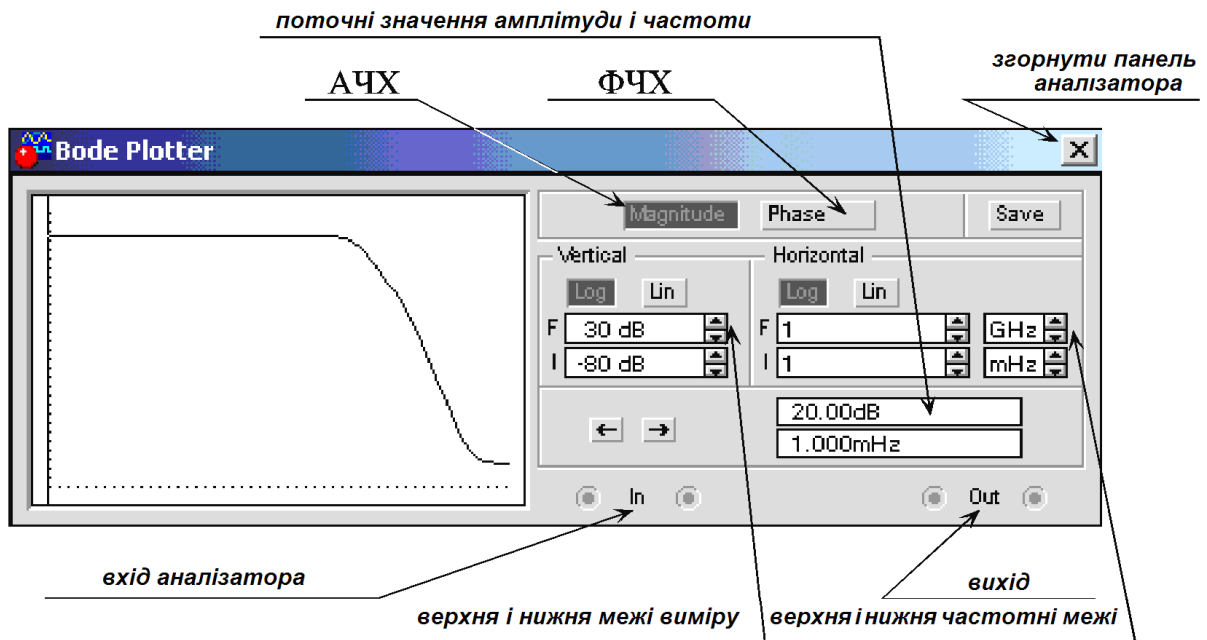 поточні значення амплітуди і частоти
згорнути панель
аналізатора
АЧХ
ФЧХ
Bode Plotter
Magnitude Phase Save
Vertical Horizontal
Log Lin Log Lin
F 30 dB F 1 GHz
I -80 dB I 1 mHz
20.00dB
1.000mHz
In Out
вхід аналізатора
вихід
верхня і нижня межі виміру
верхня і нижня частотні межі